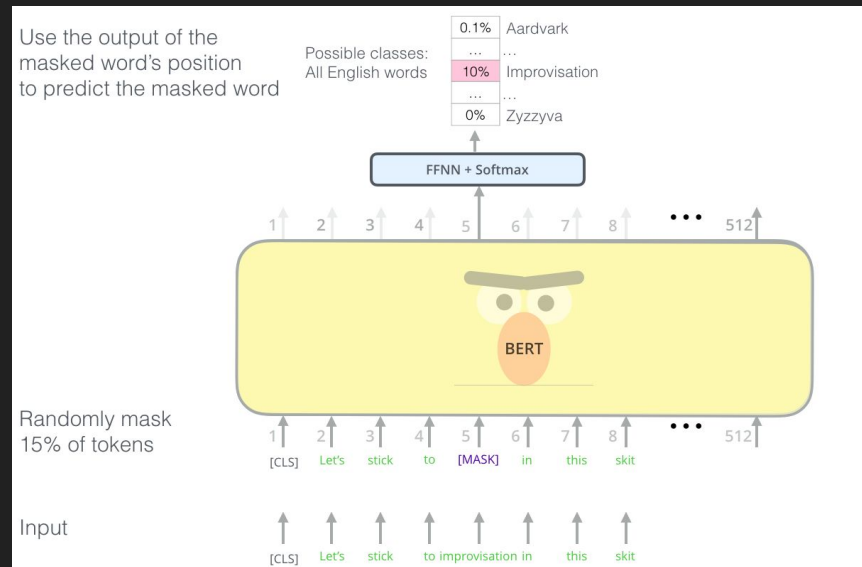 Use the output of the
masked word's position
to predict the masked word
Possible classes:
All English words
0.1% Aardvark
... ...
10% Improvisation
... ...
0% Zyzzyva
FFNN + Softmax
1 2 3 4 5 6 7 8 ••• 512
BERT
Randomly mask
15% of tokens
1 2 3 4 5 6 7 8 ••• 512
[CLS] Let's stick to [MASK] in this skit
Input
[CLS] Let's stick to improvisation in this skit